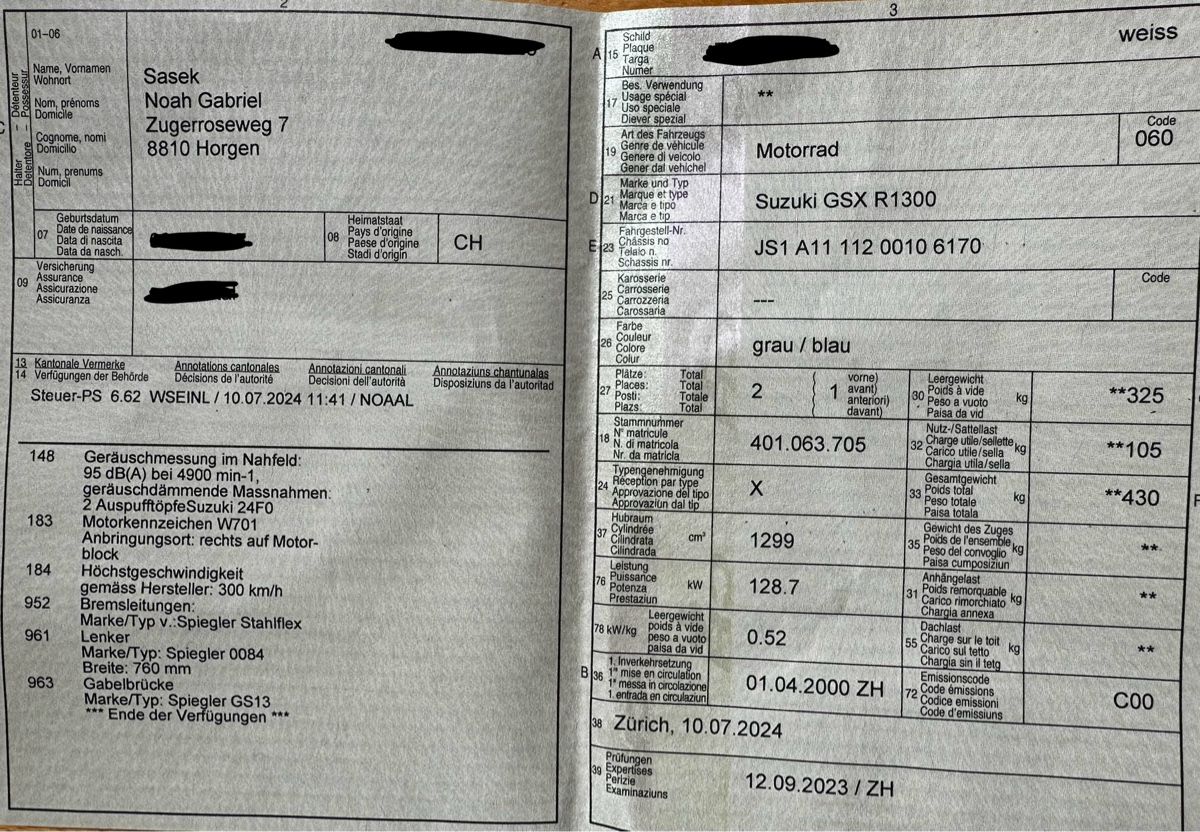 2
01-06
Halter Détenteur
Detentore Possessur
C
Name, Vornamen
Wohnort
Nom, prénoms
Domicile
Cognome, nomi
Domicilio
Num, prenums
Domicil
Sasek
Noah Gabriel
Zugerroseweg 7
8810 Horgen
07
Geburtsdatum
Date de naissance
Data di nascita
Data da nasch.
08
Heimatstaat
Pays d'origine
Paese d'origine
Stadi d'origin
CH
09
Versicherung
Assurance
Assicurazione
Assicuranza
13 Kantonale Vermerke Annotations cantonales Annotazioni cantonali Annotaziuns chantunalas
14 Verfügungen der Behörde Décisions de l'autorité Decisioni dell'autorità Disposiziuns da l'autoritad
Steuer-PS 6.62 WSEINL / 10.07.2024 11:41 / NOAAL
148 Geräuschmessung im Nahfeld:
95 dB(A) bei 4900 min-1,
geräuschdämmende Massnahmen:
2 AuspufftöpfeSuzuki 24F0
183 Motorkennzeichen W701
Anbringungsort: rechts auf Motor-
block
184 Höchstgeschwindigkeit
gemäss Hersteller: 300 km/h
952 Bremsleitungen:
Marke/Typ v.:Spiegler Stahlflex
961 Lenker
Marke/Typ: Spiegler 0084
Breite: 760 mm
963 Gabelbrücke
Marke/Typ: Spiegler GS13
*** Ende der Verfügungen ***
3
A 15
Schild
Plaque
Targa
Numer
weiss
17
Bes. Verwendung
Usage spécial
Uso speciale
Diever spezial
**
19
Art des Fahrzeugs
Genre de véhicule
Genere di veicolo
Gener dal vehichel
Motorrad
Code
060
D 21
Marke und Typ
Marque et type
Marca e tipo
Marca e tip
Suzuki GSX R1300
E 23
Fahrgestell-Nr.
Châssis no
Telaio n.
Schassis nr.
JS1 A11 112 0010 6170
25
Karosserie
Carrosserie
Carrozzeria
Carossaria
---
Code
26
Farbe
Couleur
Colore
Colur
grau / blau
27
Plätze: Total
Places: Total
Posti: Totale
Plazs: Total
2
1
vorne)
avant)
anteriori)
davant)
30
Leergewicht
Poids à vide
Peso a vuoto
Paisa da vid
kg
**325
18
Stammnummer
N° matricule
N. di matricola
Nr. da matricla
401.063.705
32
Nutz-/Sattellast
Charge utile/sellette
Carico utile/sella
Chargia utila/sella
kg
**105
24
Typengenehmigung
Réception par type
Approvazione del tipo
Approvaziun dal tip
X
33
Gesamtgewicht
Poids total
Peso totale
Paisa totala
kg
**430
37
Hubraum
Cylindrée
Cilindrata
Cilindrada
cm³
1299
35
Gewicht des Zuges
Poids de l'ensemble
Peso del convoglio
Paisa cumposiziun
kg
**
76
Leistung
Puissance
Potenza
Prestaziun
kW
128.7
31
Anhängelast
Poids remorquable
Carico rimorchiato
Chargia annexa
kg
**
78 kW/kg
Leergewicht
poids à vide
peso a vuoto
paisa da vid
0.52
55
Dachlast
Charge sur le toit
Carico sul tetto
Chargia sin il tetg
kg
**
B 36
1. Inverkehrsetzung
1re mise en circulation
1a messa in circolazione
1. entrada en circulaziun
01.04.2000 ZH
72
Emissionscode
Code émissions
Codice emissioni
Code d'emissiuns
C00
38 Zürich, 10.07.2024
39
Prüfungen
Expertises
Perizie
Examinaziuns
12.09.2023 / ZH